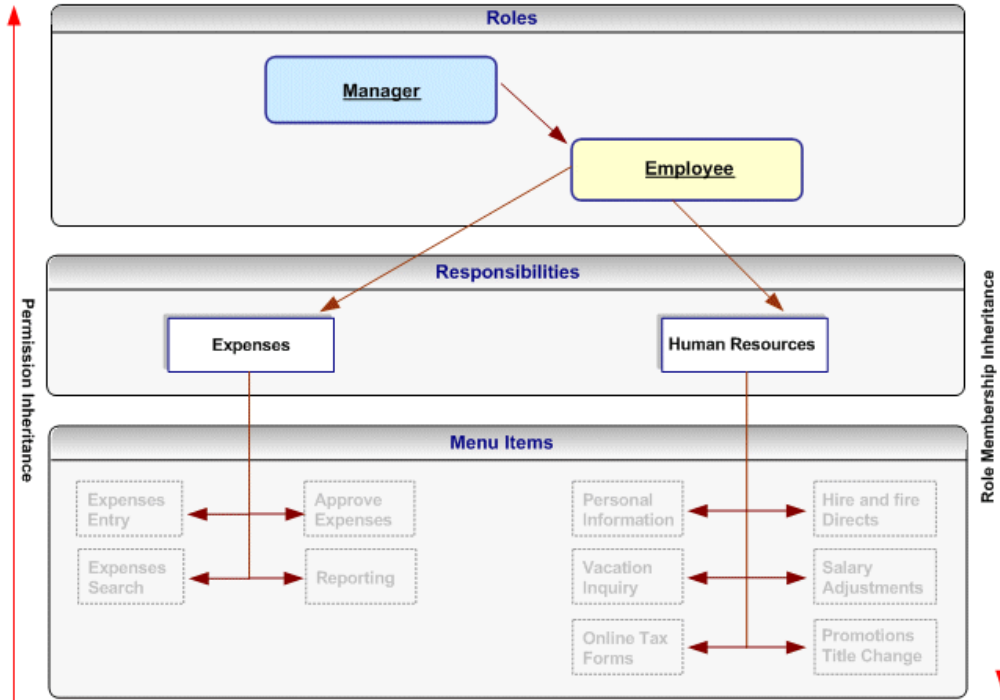 Roles
Manager
Employee
Responsibilities
Expenses
Human Resources
Menu Items
Expenses
Entry
Approve
Expenses
Personal
Information
Hire and fire
Directs
Expenses
Search
Reporting
Vacation
Inquiry
Salary
Adjustments
Online Tax
Forms
Promotions
Title Change
Permission Inheritance
Role Membership Inheritance